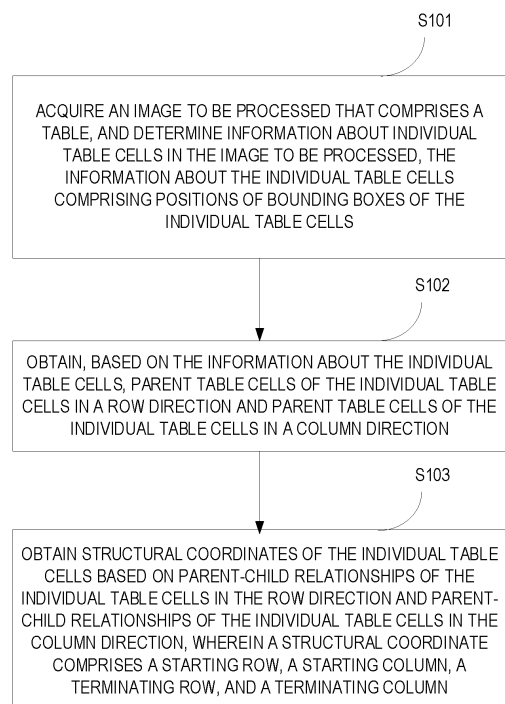 S101
ACQUIRE AN IMAGE TO BE PROCESSED THAT COMPRISES A
TABLE, AND DETERMINE INFORMATION ABOUT INDIVIDUAL
TABLE CELLS IN THE IMAGE TO BE PROCESSED, THE
INFORMATION ABOUT THE INDIVIDUAL TABLE CELLS
COMPRISING POSITIONS OF BOUNDING BOXES OF THE
INDIVIDUAL TABLE CELLS
S102
OBTAIN, BASED ON THE INFORMATION ABOUT THE INDIVIDUAL
TABLE CELLS, PARENT TABLE CELLS OF THE INDIVIDUAL TABLE
CELLS IN A ROW DIRECTION AND PARENT TABLE CELLS OF THE
INDIVIDUAL TABLE CELLS IN A COLUMN DIRECTION
S103
OBTAIN STRUCTURAL COORDINATES OF THE INDIVIDUAL TABLE
CELLS BASED ON PARENT-CHILD RELATIONSHIPS OF THE
INDIVIDUAL TABLE CELLS IN THE ROW DIRECTION AND PARENT-
CHILD RELATIONSHIPS OF THE INDIVIDUAL TABLE CELLS IN THE
COLUMN DIRECTION, WHEREIN A STRUCTURAL COORDINATE
COMPRISES A STARTING ROW, A STARTING COLUMN, A
TERMINATING ROW, AND A TERMINATING COLUMN